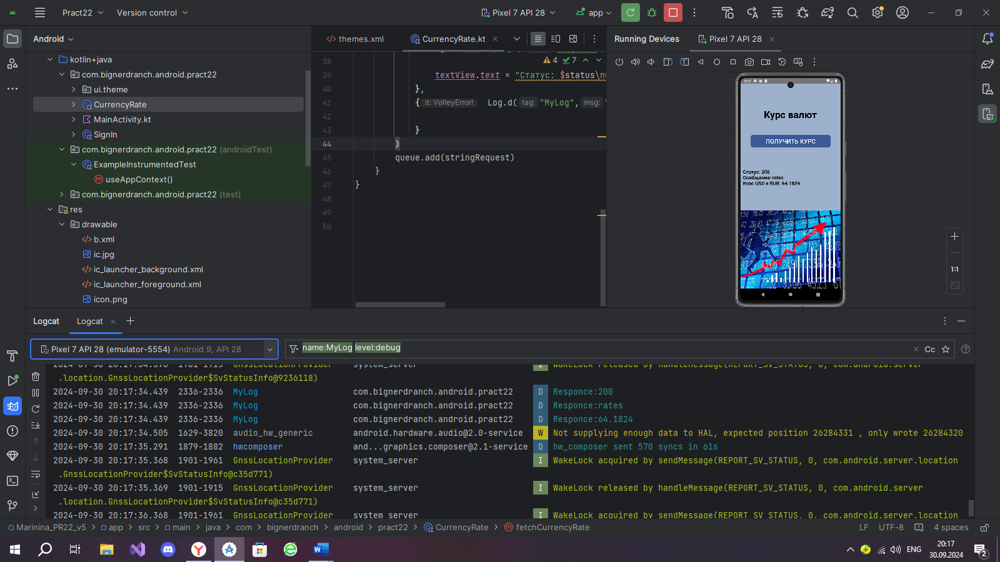 Pract22
Version control
Pixel 7 API 28
app
Android
themes.xml
CurrencyRate.kt
Running Devices
Pixel 7 API 28
kotlin+java
com.bignerdranch.android.pract22
ui.theme
CurrencyRate
MainActivity.kt
SignIn
com.bignerdranch.android.pract22 (androidTest)
ExampleInstrumentedTest
useAppContext()
com.bignerdranch.android.pract22 (test)
res
drawable
b.xml
ic.jpg
ic_launcher_background.xml
ic_launcher_foreground.xml
icon.png
4 7
38
39 textView.text = "Статус: $status\n
40 },
41 { it:VolleyError! Log.d( tag: "MyLog", msg: "
42
43 }
44 )
45 queue.add(stringRequest)
46 }
47 }
48
49
50
Курс валют
ПОЛУЧИТЬ КУРС
Статус: 200
Сообщение: rates
Курс USD к RUB: 64.1824
1:1
Logcat
Logcat
Pixel 7 API 28 (emulator-5554) Android 9, API 28
name:MyLog level:debug
Cc
GnssLocationProvider system_server I WakeLock released by handleMessage(REPORT_SV_STATUS, 0, com.android.server
.location.GnssLocationProvider$SvStatusInfo@9236118)
2024-09-30 20:17:34.439 2336-2336 MyLog com.bignerdranch.android.pract22 D Responce:200
2024-09-30 20:17:34.439 2336-2336 MyLog com.bignerdranch.android.pract22 D Responce:rates
2024-09-30 20:17:34.439 2336-2336 MyLog com.bignerdranch.android.pract22 D Responce:64.1824
2024-09-30 20:17:34.505 1629-3820 audio_hw_generic android.hardware.audio@2.0-service W Not supplying enough data to HAL, expected position 26284331 , only wrote 26284320
2024-09-30 20:17:35.291 1879-1882 hwcomposer and...graphics.composer@2.1-service D hw_composer sent 570 syncs in 61s
2024-09-30 20:17:35.368 1901-1961 GnssLocationProvider system_server I WakeLock acquired by sendMessage(REPORT_SV_STATUS, 0, com.android.server.location
.GnssLocationProvider$SvStatusInfo@c35d771)
2024-09-30 20:17:35.369 1901-1915 GnssLocationProvider system_server I WakeLock released by handleMessage(REPORT_SV_STATUS, 0, com.android.server
.location.GnssLocationProvider$SvStatusInfo@c35d771)
2024-09-30 20:17:36.368 1901-1961 GnssLocationProvider system_server I WakeLock acquired by sendMessage(REPORT_SV_STATUS, 0, com.android.server.location
Marinina_PR22_v5 > app > src > main > java > com > bignerdranch > android > pract22 > CurrencyRate > fetchCurrencyRate
LF UTF-8 4 spaces
ENG
20:17
30.09.2024
2